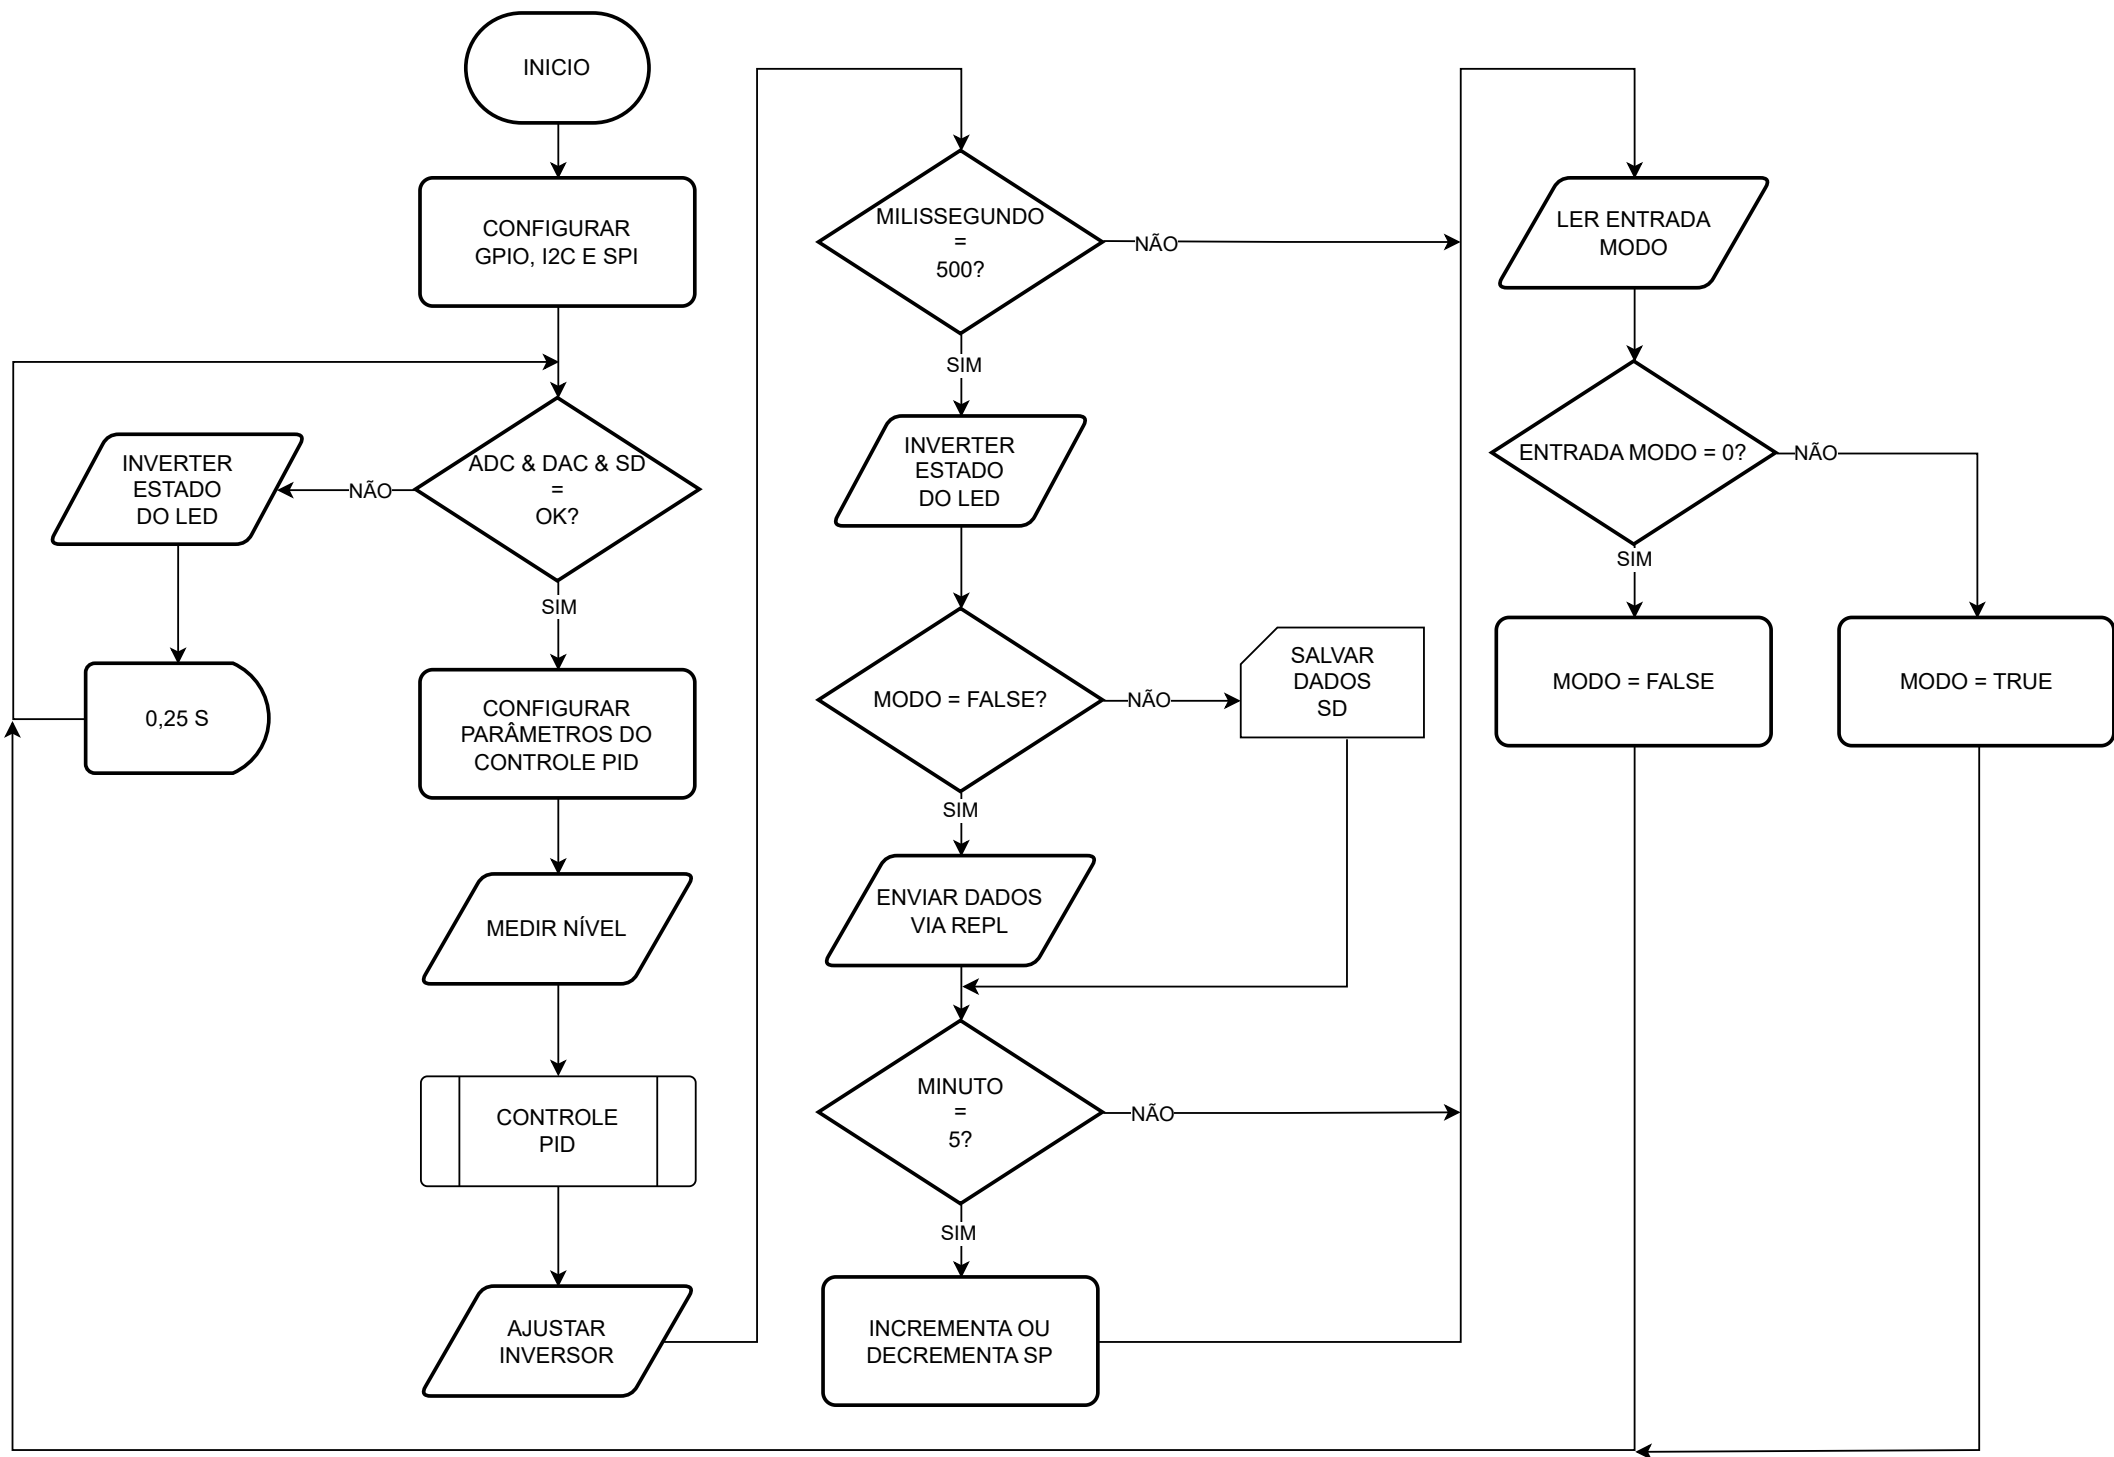 INICIO
CONFIGURAR
GPIO, I2C E SPI
ADC & DAC & SD
=
OK?
NÃO
INVERTER
ESTADO
DO LED
0,25 S
SIM
CONFIGURAR
PARÂMETROS DO
CONTROLE PID
MEDIR NÍVEL
CONTROLE
PID
AJUSTAR
INVERSOR
MILISSEGUNDO
=
500?
NÃO
SIM
INVERTER
ESTADO
DO LED
MODO = FALSE?
NÃO
SALVAR
DADOS
SD
SIM
ENVIAR DADOS
VIA REPL
MINUTO
=
5?
NÃO
SIM
INCREMENTA OU
DECREMENTA SP
LER ENTRADA
MODO
ENTRADA MODO = 0?
NÃO
SIM
MODO = FALSE
MODO = TRUE